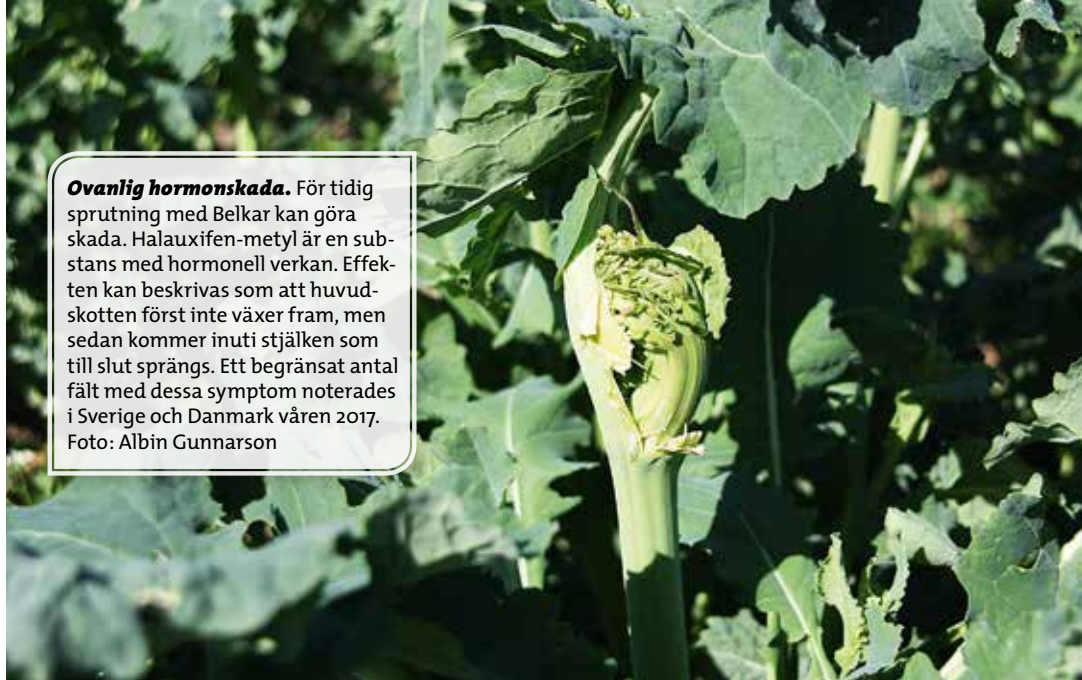 Ovanlig hormonskada. För tidig
sprutning med Belkar kan göra
skada. Halauxifen-metyl är en sub-
stans med hormonell verkan. Effek-
ten kan beskrivas som att huvud-
skotten först inte växer fram, men
sedan kommer inuti stjälken som
till slut sprängs. Ett begränsat antal
fält med dessa symptom noterades
i Sverige och Danmark våren 2017.
Foto: Albin Gunnarson